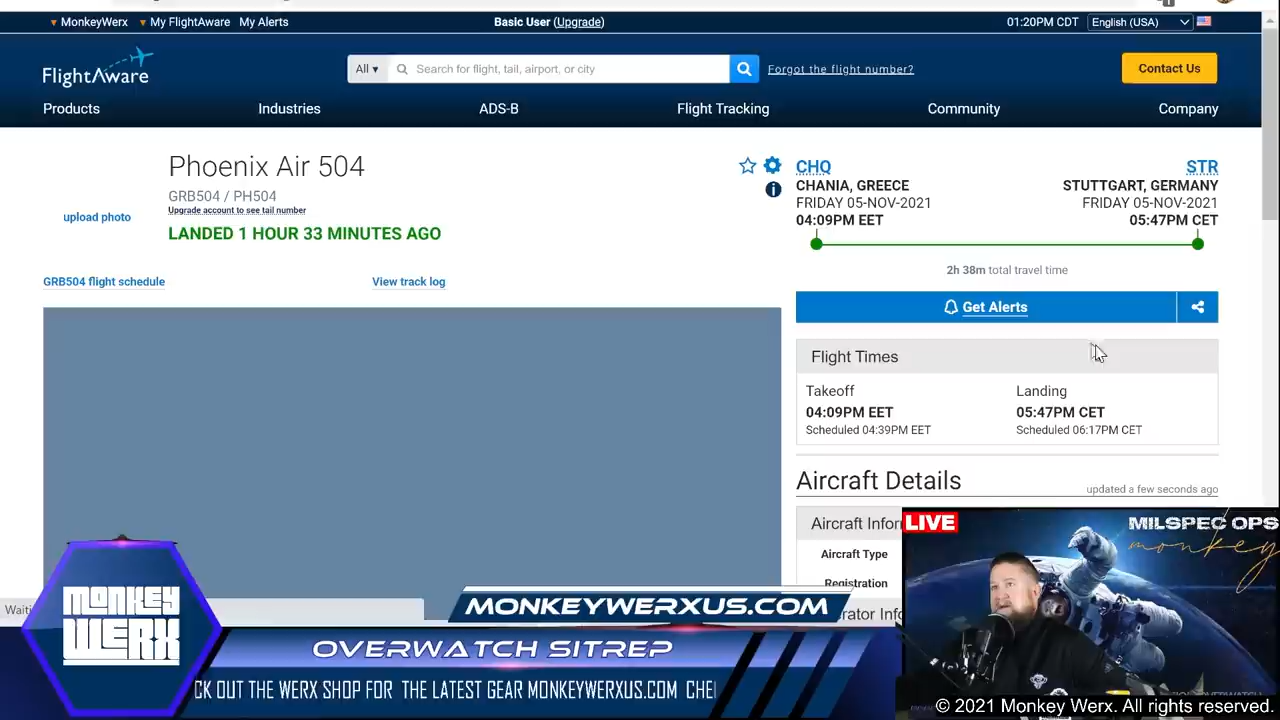 MonkeyWerx My FlightAware My Alerts Basic User (Upgrade) 01:20PM CDT English (USA)
FlightAware All Search for flight, tail, airport, or city Forgot the flight number? Contact Us
Products Industries ADS-B Flight Tracking Community Company
Phoenix Air 504
GRB504 / PH504
Upgrade account to see tail number
upload photo
LANDED 1 HOUR 33 MINUTES AGO
GRB504 flight schedule View track log
CHQ STR
CHANIA, GREECE STUTTGART, GERMANY
FRIDAY 05-NOV-2021 FRIDAY 05-NOV-2021
04:09PM EET 05:47PM CET
2h 38m total travel time
Get Alerts
Flight Times
Takeoff Landing
04:09PM EET 05:47PM CET
Scheduled 04:39PM EET Scheduled 06:17PM CET
Aircraft Details updated a few seconds ago
Aircraft Infor
Aircraft Type
Registration
rator Info
Waiti
LIVE
MILSPEC OPS
monkey
MONKEY
WERX
MONKEYWERXUS.COM
OVERWATCH SITREP
CK OUT THE WERX SHOP FOR THE LATEST GEAR MONKEYWERXUS.COM CHE
© 2021 Monkey Werx. All rights reserved.